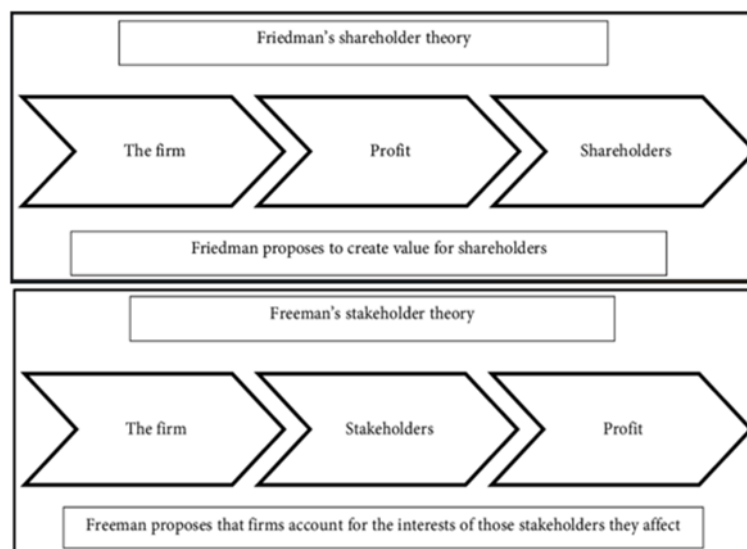 Friedman's shareholder theory
The firm
Profit
Shareholders
Friedman proposes to create value for shareholders
Freeman's stakeholder theory
The firm
Stakeholders
Profit
Freeman proposes that firms account for the interests of those stakeholders they affect